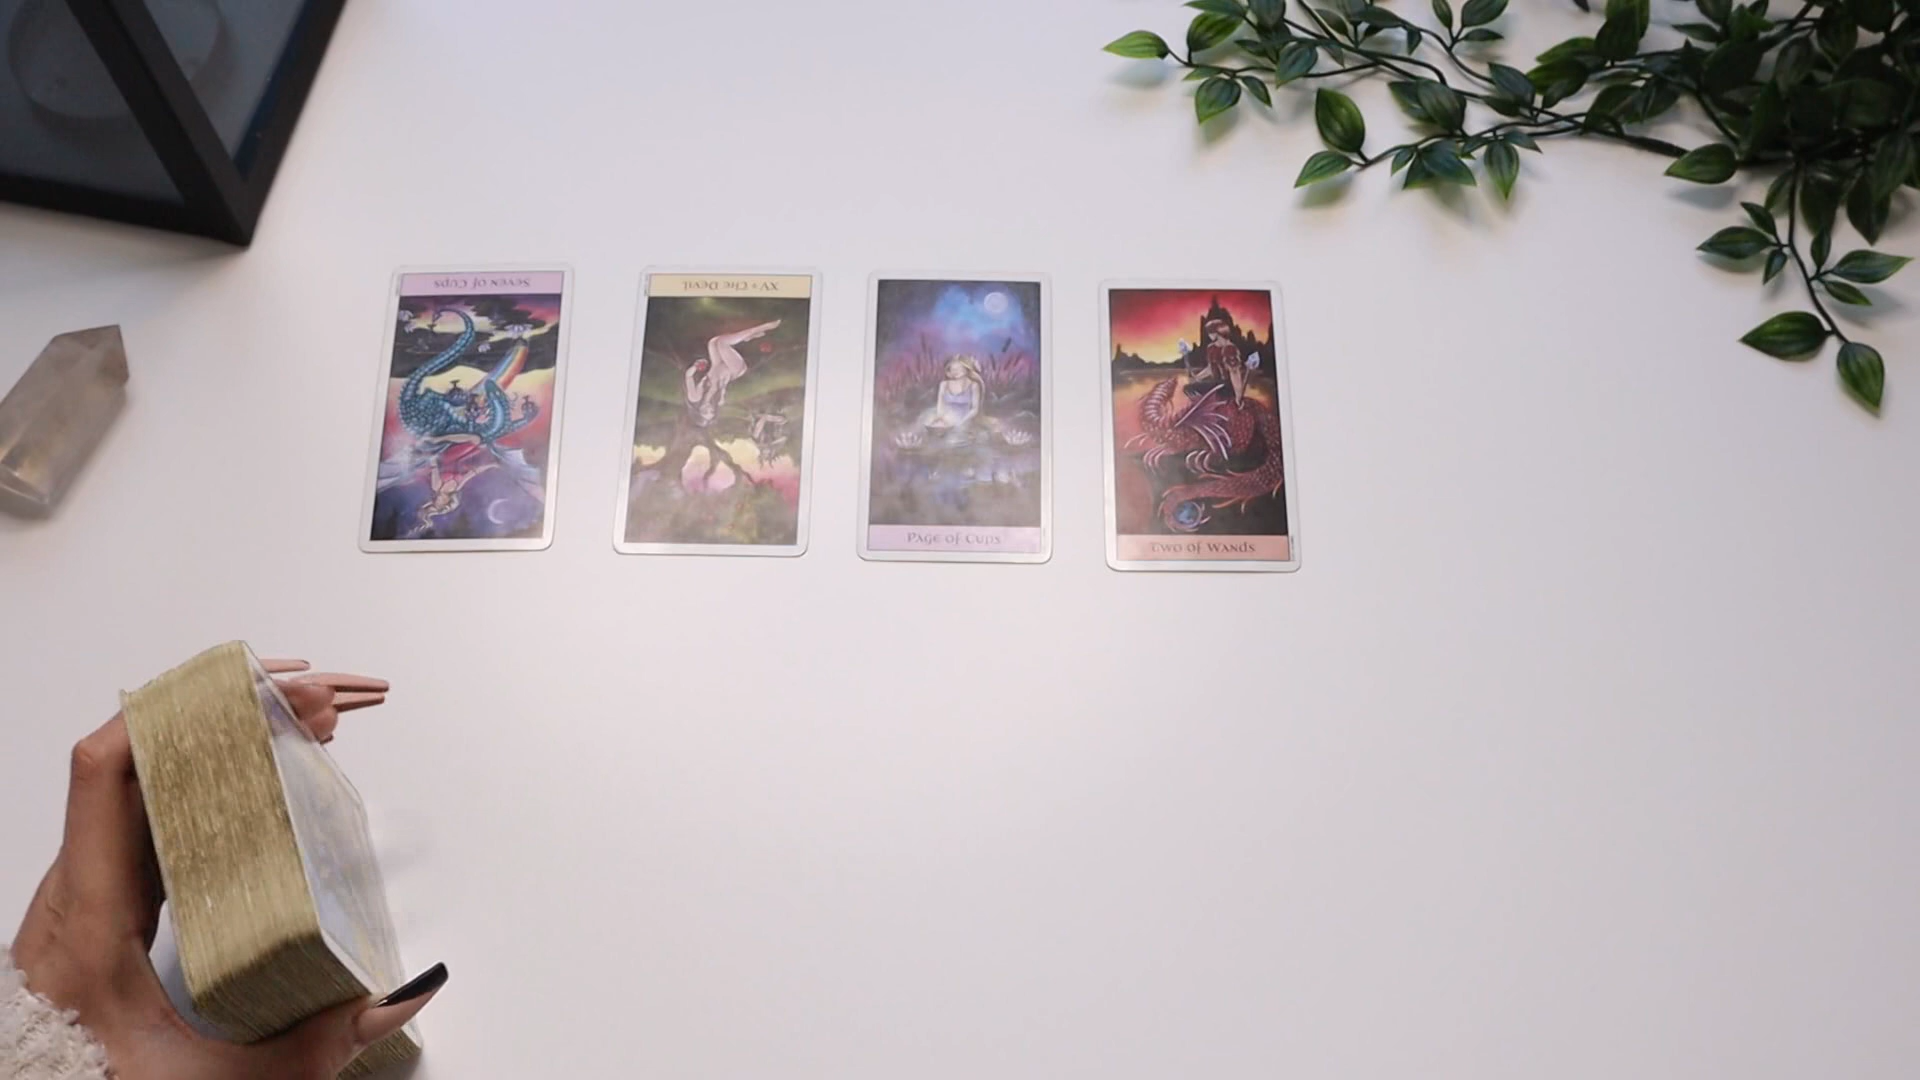 Seven of Cups
XV • The Devil
Page of Cups
Two of Wands